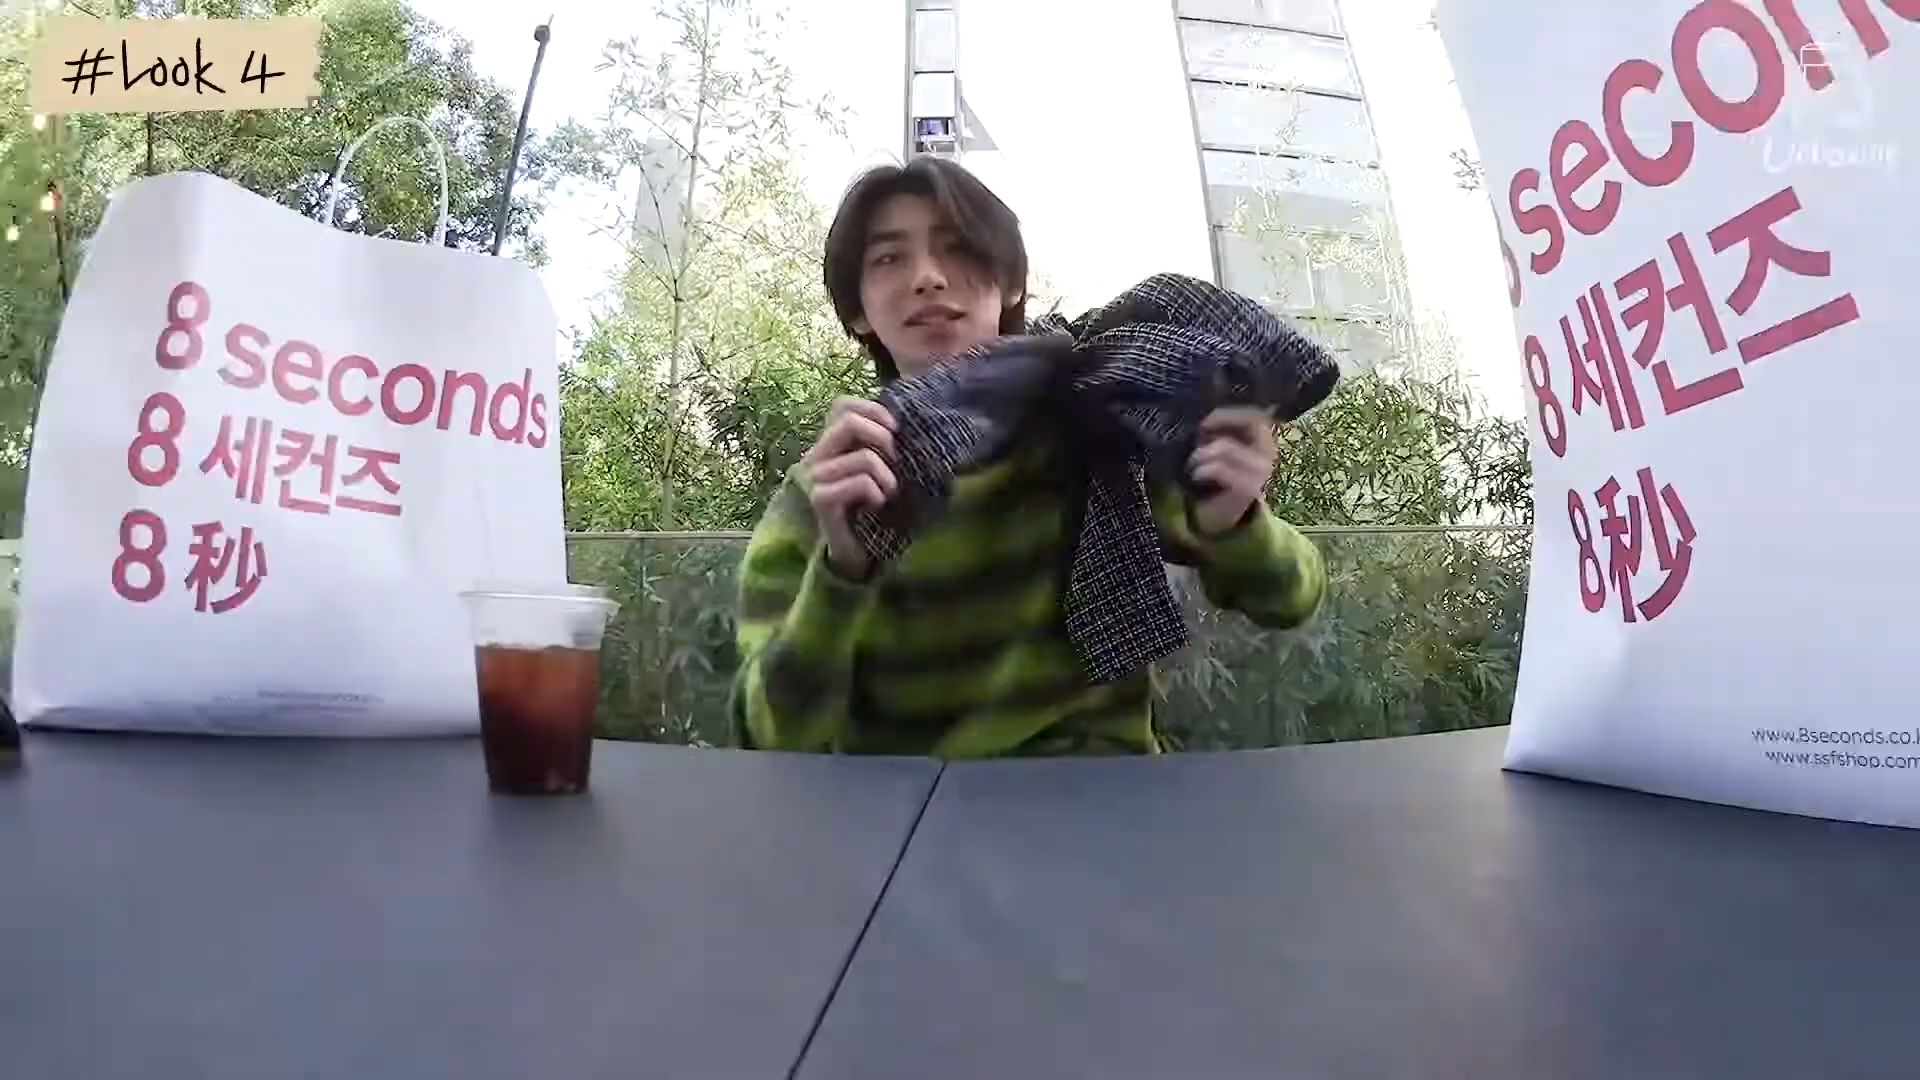 #Look 4
8 seconds
8 세컨즈
8 秒
8 세컨즈
8秒
www.8seconds.co.k
www.ssfshop.com
Unboxing